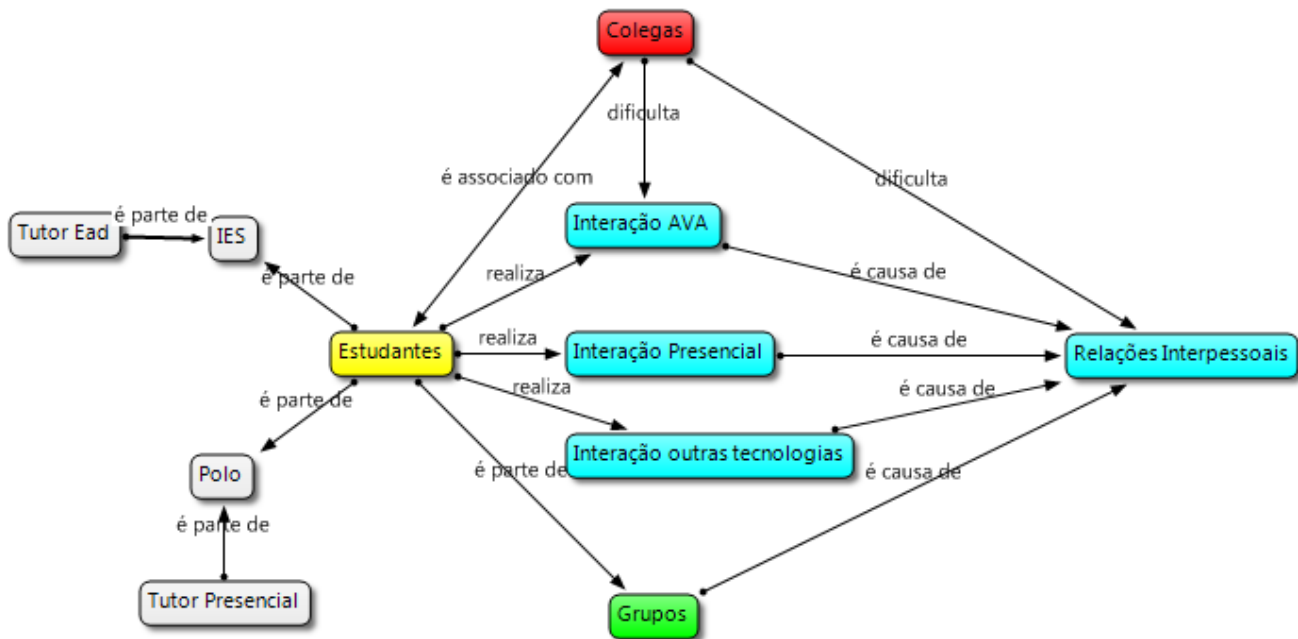 Colegas
dificulta
é associado com
dificulta
é parte de
Tutor Ead
IES
Interação AVA
é parte de
realiza
é causa de
Estudantes
realiza
Interação Presencial
é causa de
Relações Interpessoais
é parte de
realiza
é causa de
Interação outras tecnologias
Polo
é parte de
é causa de
é parte de
Tutor Presencial
Grupos